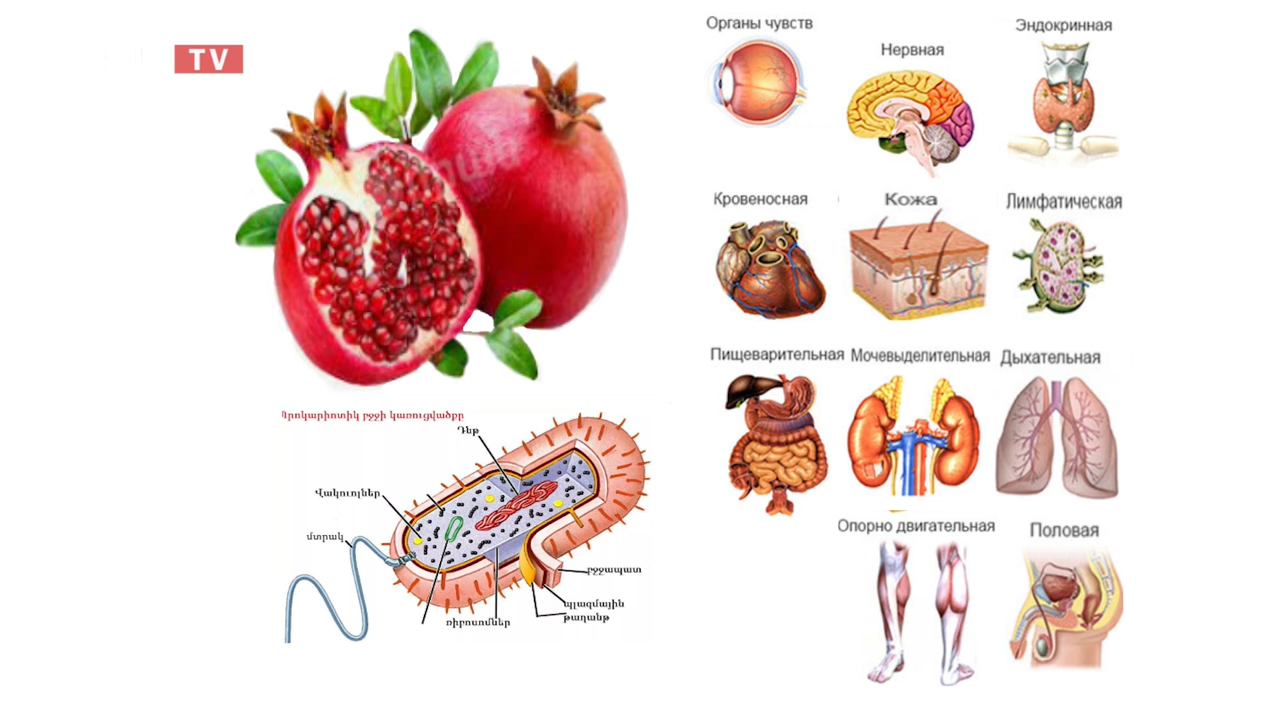 TV
Органы чувств
Нервная
Эндокринная
Кровеносная
Кожа
Лимфатическая
Пищеварительная
Мочевыделительная
Дыхательная
Опорно двигательная
Половая
Պրոկարիոտիկ բջջի կառուցվածքը
Դնթ
Վակուոլներ
մտրակ
բջջապատ
պլազմային
թաղանթ
ռիբոսոմներ